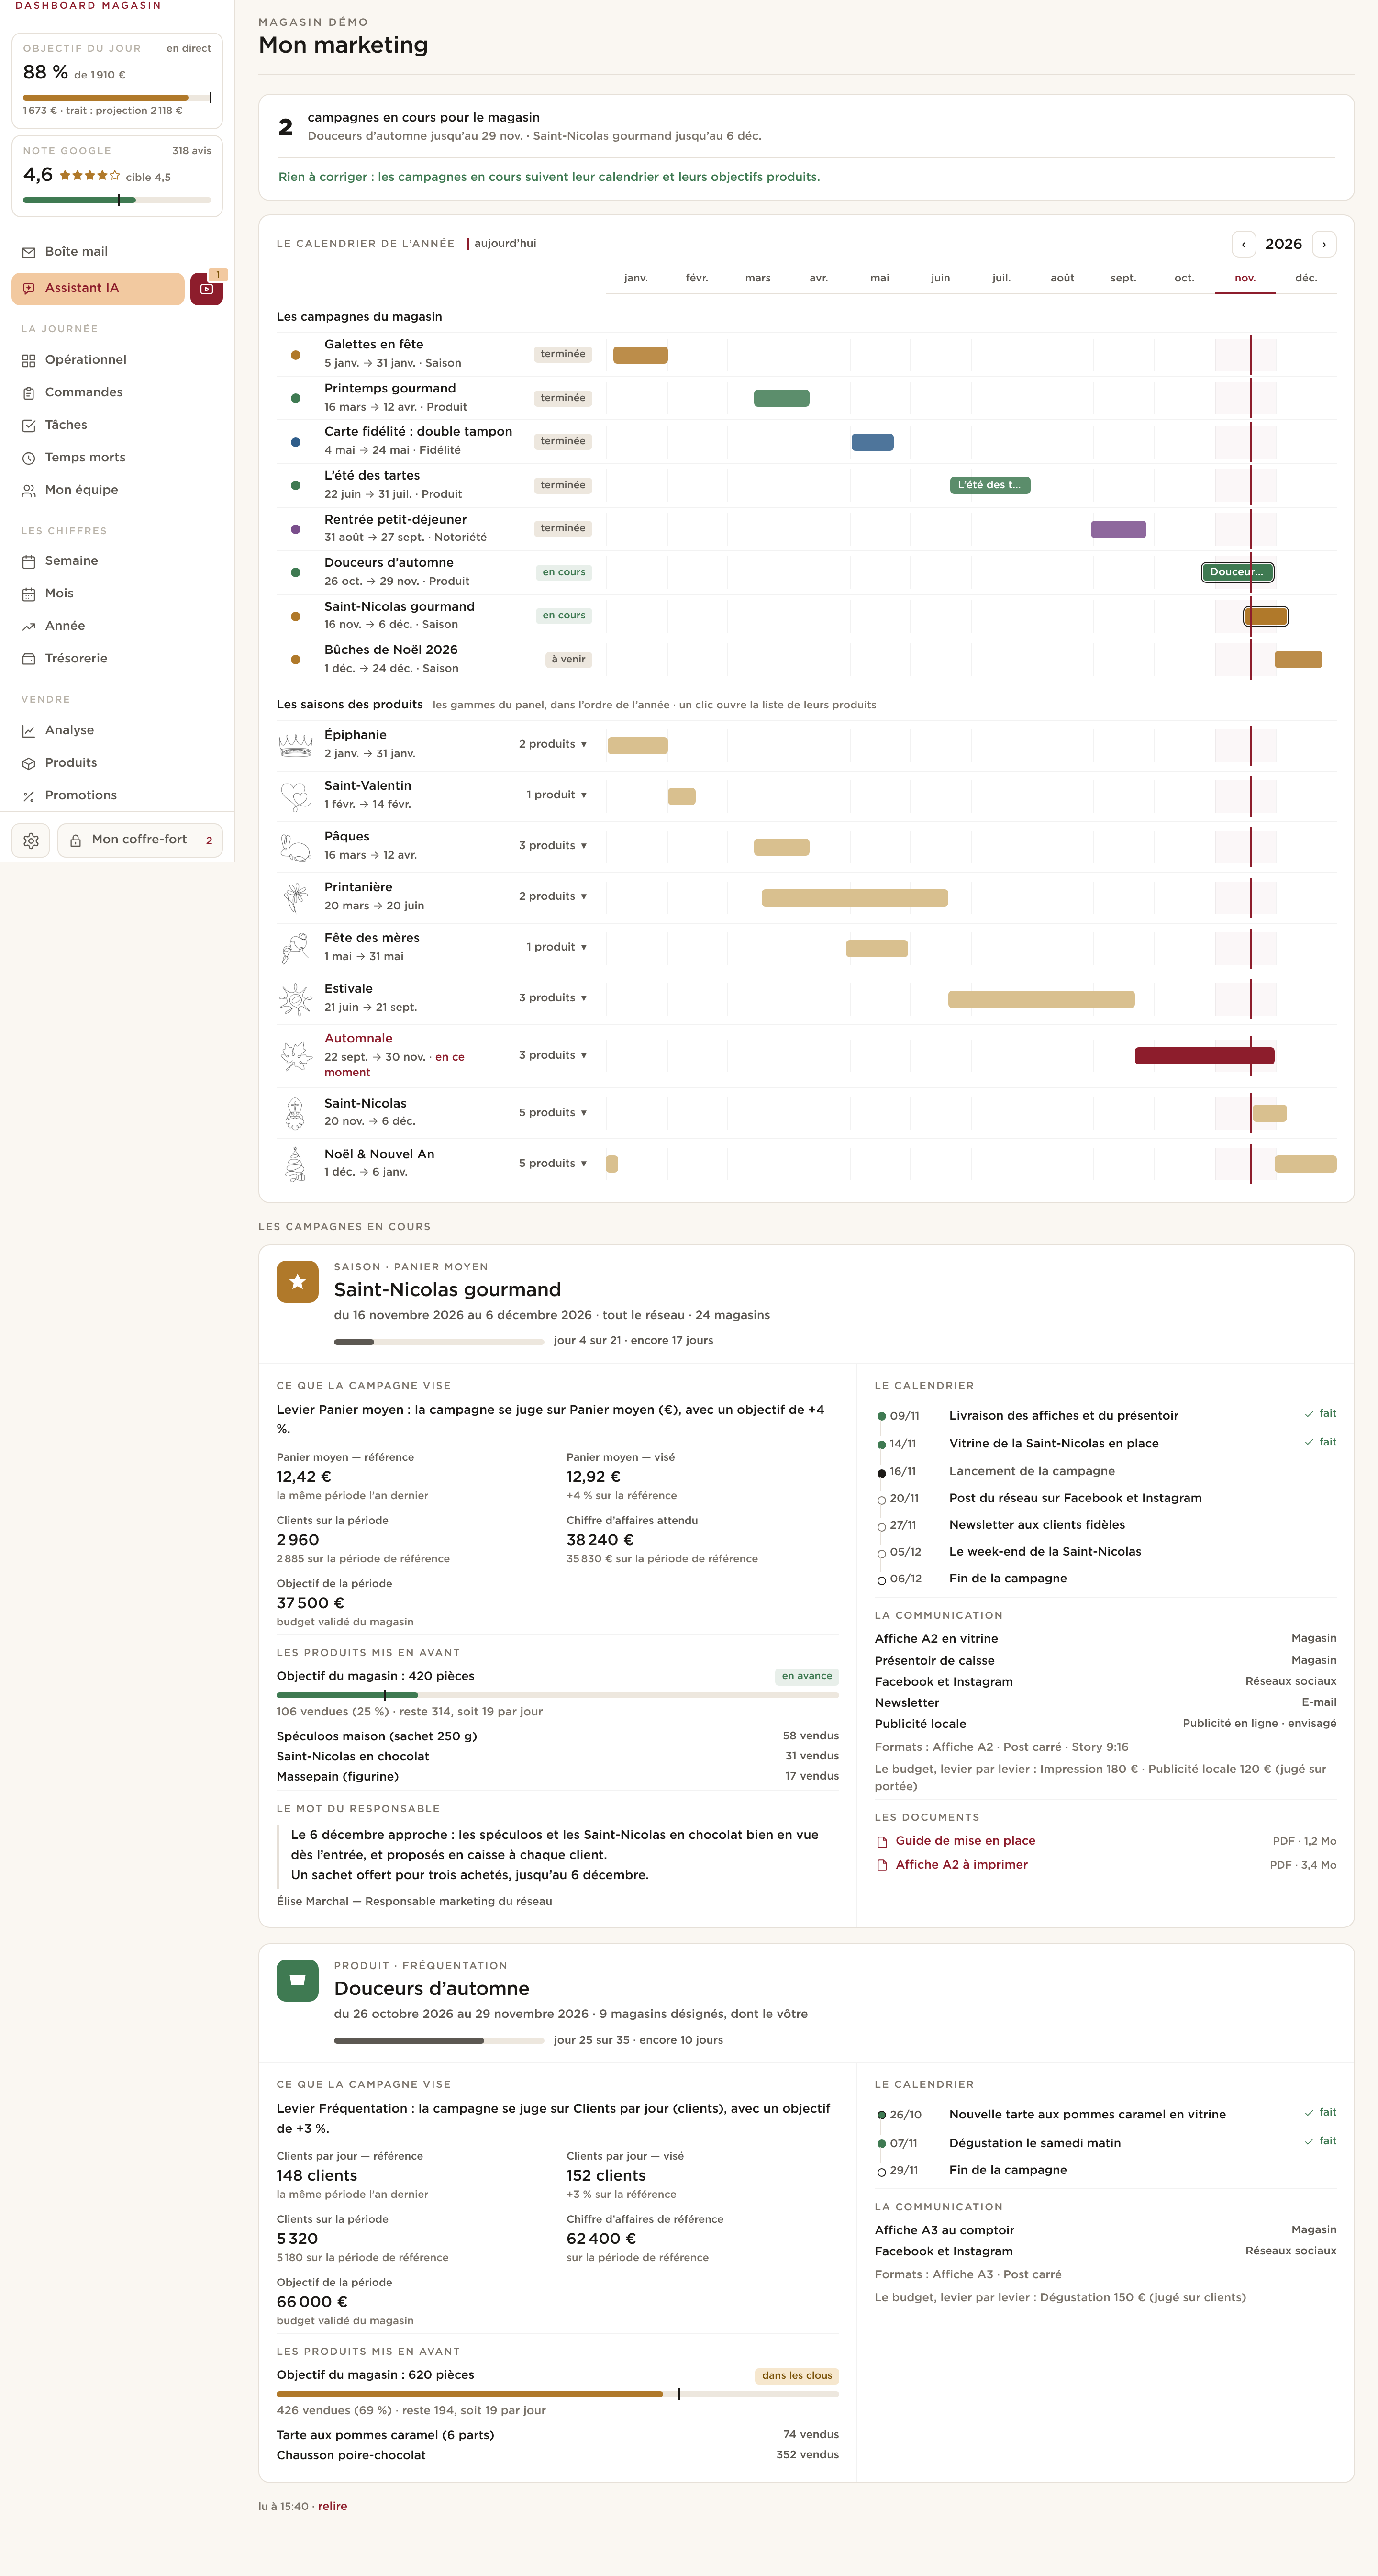 DASHBOARD MAGASIN
OBJECTIF DU JOUR en direct
88 % de 1 910 €
1 673 € · trait : projection 2 118 €
NOTE GOOGLE 318 avis
4,6 ★★★★☆ cible 4,5
Boîte mail
Assistant IA
1
LA JOURNÉE
Opérationnel
Commandes
Tâches
Temps morts
Mon équipe
LES CHIFFRES
Semaine
Mois
Année
Trésorerie
VENDRE
Analyse
Produits
Promotions
Mon coffre-fort 2
MAGASIN DÉMO
Mon marketing
2 campagnes en cours pour le magasin
Douceurs d'automne jusqu'au 29 nov. · Saint-Nicolas gourmand jusqu'au 6 déc.
Rien à corriger : les campagnes en cours suivent leur calendrier et leurs objectifs produits.
LE CALENDRIER DE L'ANNÉE aujourd'hui ‹ 2026 ›
janv. févr. mars avr. mai juin juil. août sept. oct. nov. déc.
Les campagnes du magasin
Galettes en fête
5 janv. → 31 janv. · Saison
terminée
Printemps gourmand
16 mars → 12 avr. · Produit
terminée
Carte fidélité : double tampon
4 mai → 24 mai · Fidélité
terminée
L'été des tartes
22 juin → 31 juil. · Produit
terminée
L'été des t...
Rentrée petit-déjeuner
31 août → 27 sept. · Notoriété
terminée
Douceurs d'automne
26 oct. → 29 nov. · Produit
en cours
Douceur...
Saint-Nicolas gourmand
16 nov. → 6 déc. · Saison
en cours
Bûches de Noël 2026
1 déc. → 24 déc. · Saison
à venir
Les saisons des produits les gammes du panel, dans l'ordre de l'année · un clic ouvre la liste de leurs produits
Épiphanie
2 janv. → 31 janv.
2 produits ▾
Saint-Valentin
1 févr. → 14 févr.
1 produit ▾
Pâques
16 mars → 12 avr.
3 produits ▾
Printanière
20 mars → 20 juin
2 produits ▾
Fête des mères
1 mai → 31 mai
1 produit ▾
Estivale
21 juin → 21 sept.
3 produits ▾
Automnale
22 sept. → 30 nov. · en ce
moment
3 produits ▾
Saint-Nicolas
20 nov. → 6 déc.
5 produits ▾
Noël & Nouvel An
1 déc. → 6 janv.
5 produits ▾
LES CAMPAGNES EN COURS
SAISON · PANIER MOYEN
Saint-Nicolas gourmand
du 16 novembre 2026 au 6 décembre 2026 · tout le réseau · 24 magasins
jour 4 sur 21 · encore 17 jours
CE QUE LA CAMPAGNE VISE
Levier Panier moyen : la campagne se juge sur Panier moyen (€), avec un objectif de +4
%.
Panier moyen — référence
12,42 €
la même période l'an dernier
Panier moyen — visé
12,92 €
+4 % sur la référence
Clients sur la période
2 960
2 885 sur la période de référence
Chiffre d'affaires attendu
38 240 €
35 830 € sur la période de référence
Objectif de la période
37 500 €
budget validé du magasin
LES PRODUITS MIS EN AVANT
Objectif du magasin : 420 pièces en avance
106 vendues (25 %) · reste 314, soit 19 par jour
Spéculoos maison (sachet 250 g) 58 vendus
Saint-Nicolas en chocolat 31 vendus
Massepain (figurine) 17 vendus
LE MOT DU RESPONSABLE
Le 6 décembre approche : les spéculoos et les Saint-Nicolas en chocolat bien en vue
dès l'entrée, et proposés en caisse à chaque client.
Un sachet offert pour trois achetés, jusqu'au 6 décembre.
Élise Marchal — Responsable marketing du réseau
LE CALENDRIER
09/11 Livraison des affiches et du présentoir ✓ fait
14/11 Vitrine de la Saint-Nicolas en place ✓ fait
16/11 Lancement de la campagne
20/11 Post du réseau sur Facebook et Instagram
27/11 Newsletter aux clients fidèles
05/12 Le week-end de la Saint-Nicolas
06/12 Fin de la campagne
LA COMMUNICATION
Affiche A2 en vitrine Magasin
Présentoir de caisse Magasin
Facebook et Instagram Réseaux sociaux
Newsletter E-mail
Publicité locale Publicité en ligne · envisagé
Formats : Affiche A2 · Post carré · Story 9:16
Le budget, levier par levier : Impression 180 € · Publicité locale 120 € (jugé sur
portée)
LES DOCUMENTS
Guide de mise en place PDF · 1,2 Mo
Affiche A2 à imprimer PDF · 3,4 Mo
PRODUIT · FRÉQUENTATION
Douceurs d'automne
du 26 octobre 2026 au 29 novembre 2026 · 9 magasins désignés, dont le vôtre
jour 25 sur 35 · encore 10 jours
CE QUE LA CAMPAGNE VISE
Levier Fréquentation : la campagne se juge sur Clients par jour (clients), avec un objectif
de +3 %.
Clients par jour — référence
148 clients
la même période l'an dernier
Clients par jour — visé
152 clients
+3 % sur la référence
Clients sur la période
5 320
5 180 sur la période de référence
Chiffre d'affaires de référence
62 400 €
sur la période de référence
Objectif de la période
66 000 €
budget validé du magasin
LES PRODUITS MIS EN AVANT
Objectif du magasin : 620 pièces dans les clous
426 vendues (69 %) · reste 194, soit 19 par jour
Tarte aux pommes caramel (6 parts) 74 vendus
Chausson poire-chocolat 352 vendus
LE CALENDRIER
26/10 Nouvelle tarte aux pommes caramel en vitrine ✓ fait
07/11 Dégustation le samedi matin ✓ fait
29/11 Fin de la campagne
LA COMMUNICATION
Affiche A3 au comptoir Magasin
Facebook et Instagram Réseaux sociaux
Formats : Affiche A3 · Post carré
Le budget, levier par levier : Dégustation 150 € (jugé sur clients)
lu à 15:40 · relire